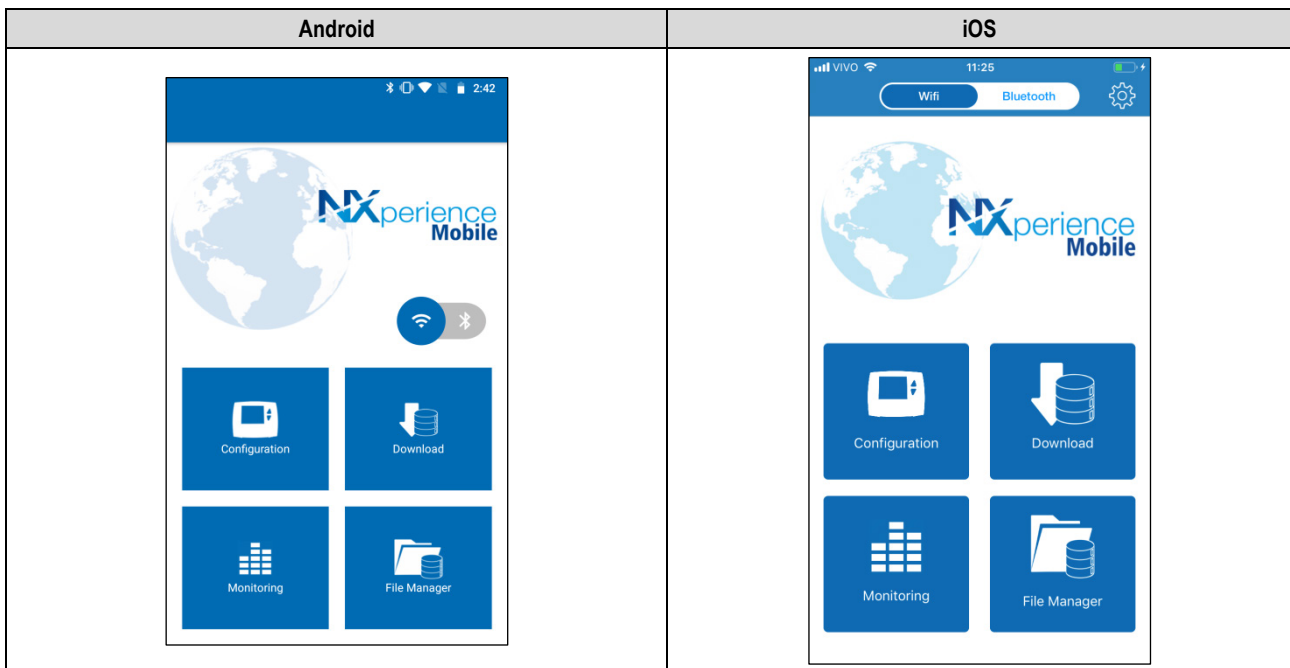 Android
iOS
2:42
NXperience
Mobile
Configuration
Download
Monitoring
File Manager
VIVO
11:25
Wifi
Bluetooth
NXperience
Mobile
Configuration
Download
Monitoring
File Manager